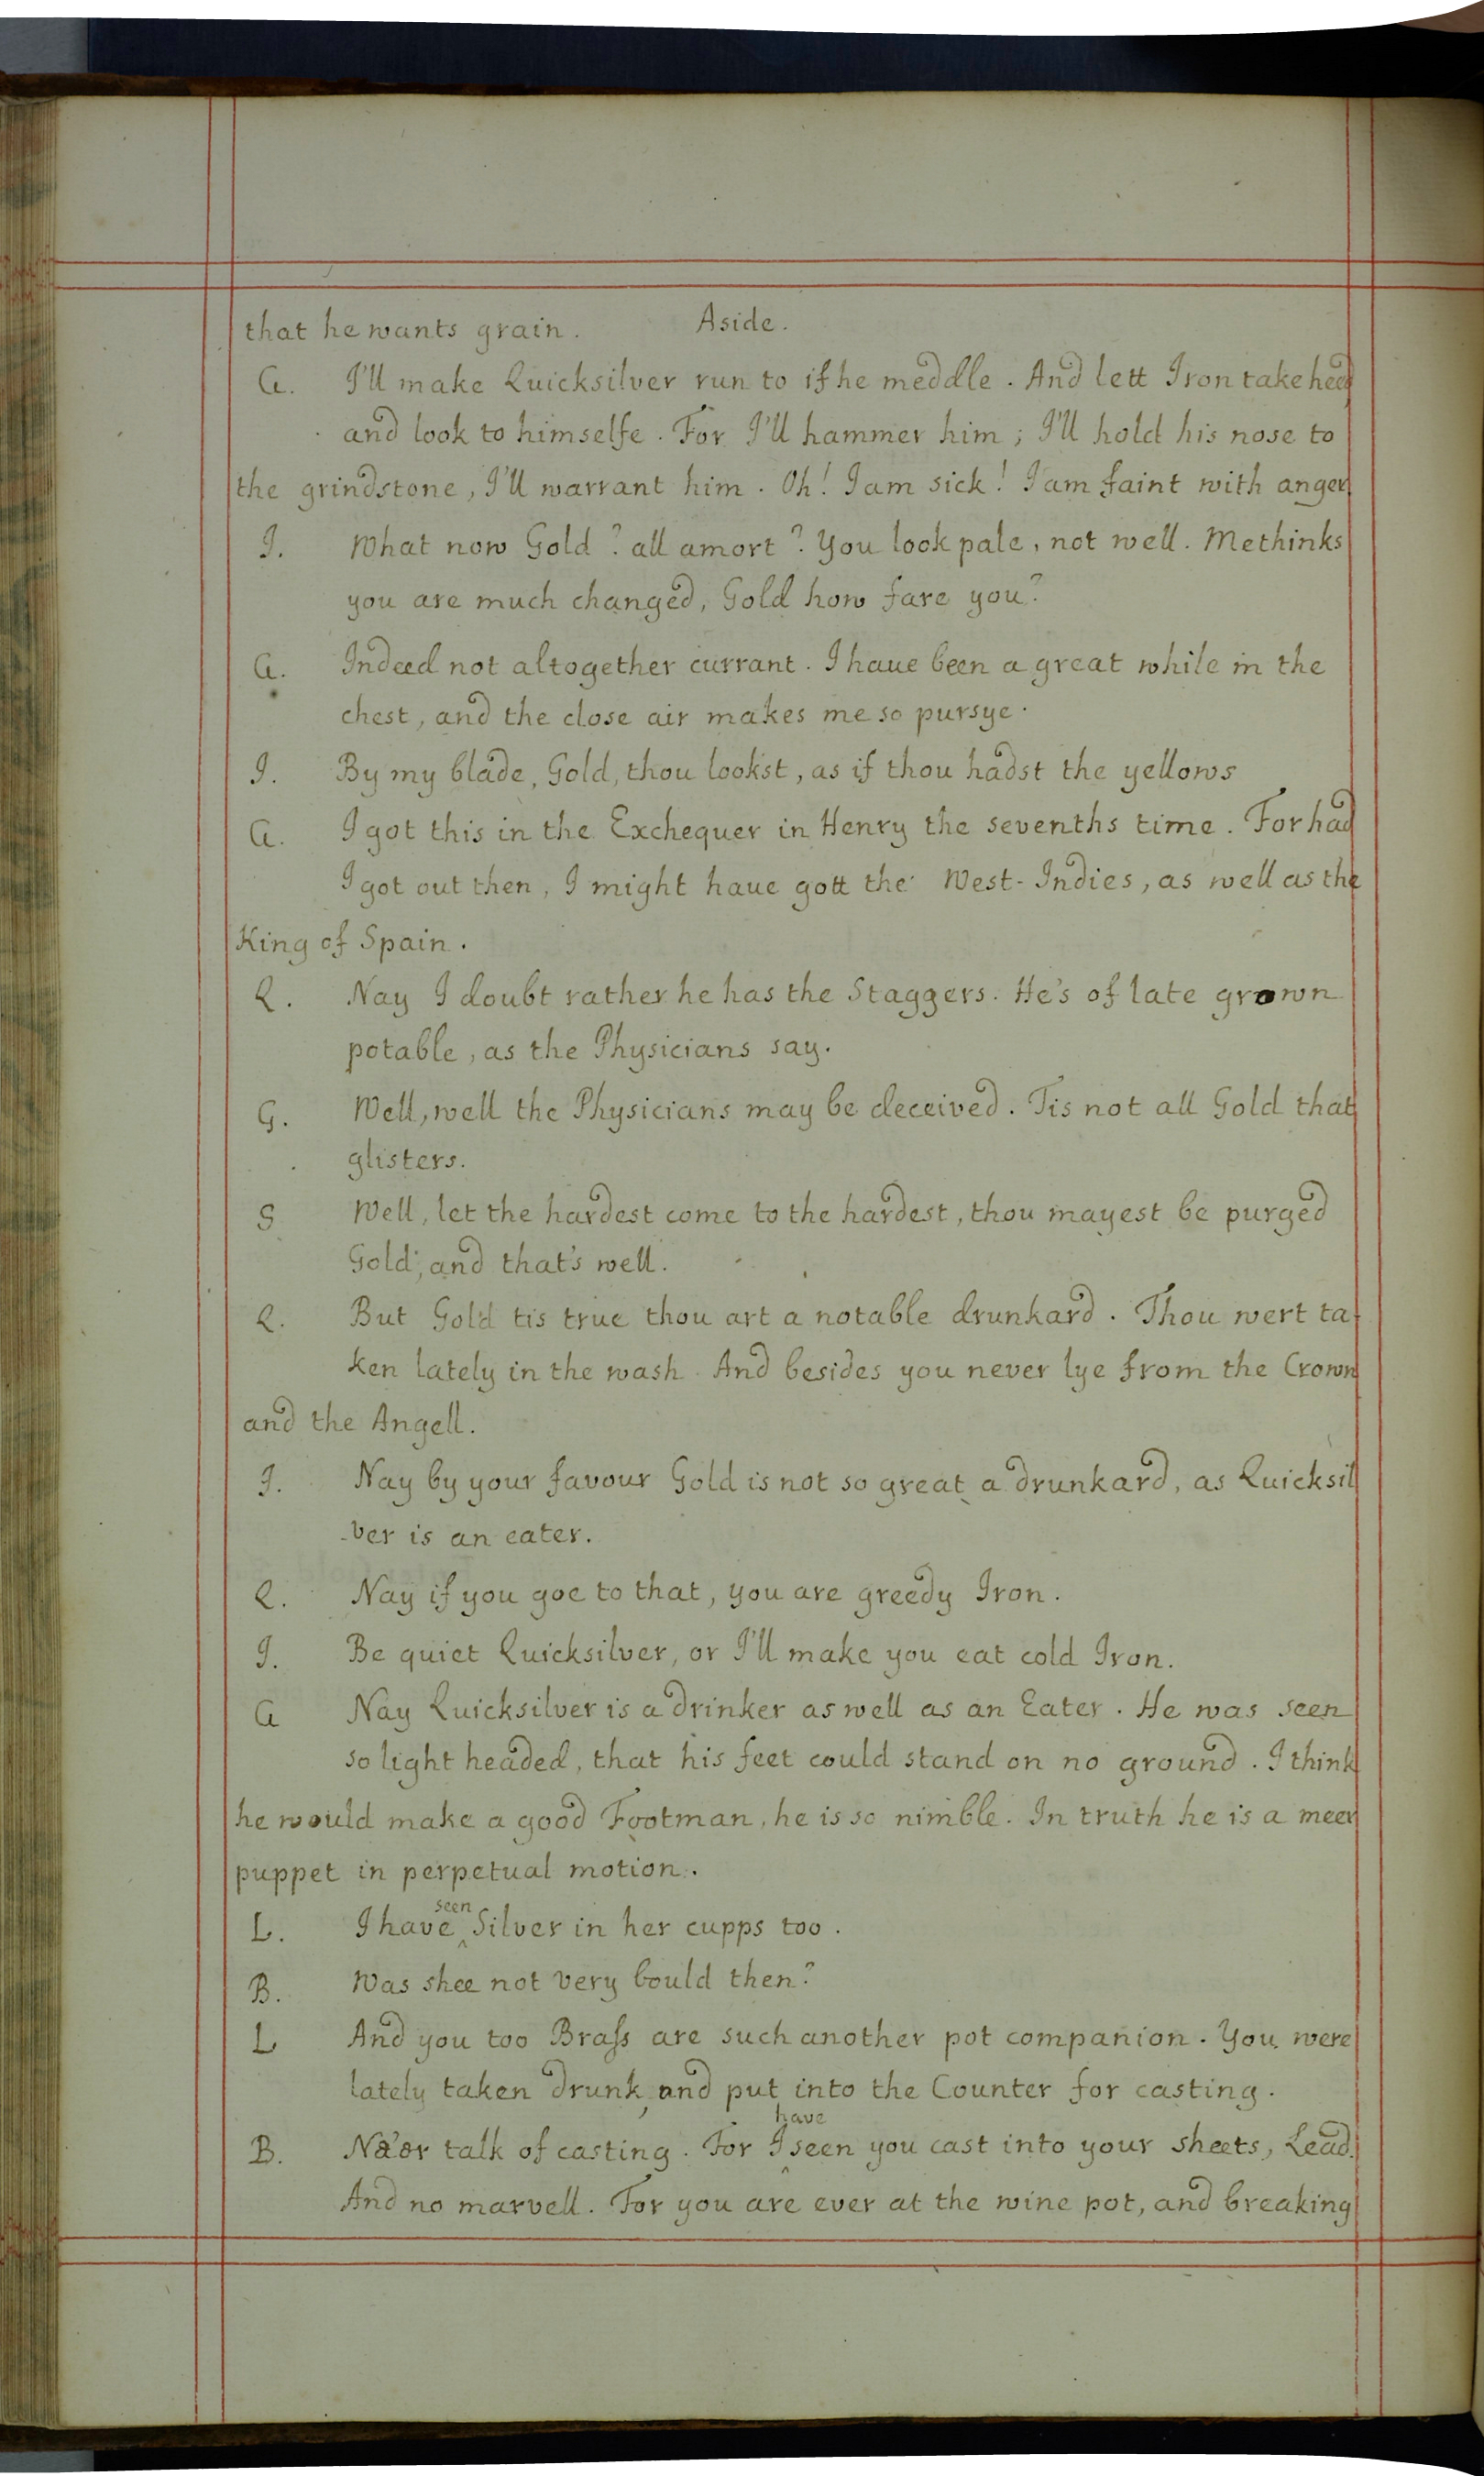 that he wants grain. Aside.
G. I'll make Quicksilver run to if he meddle. And lett Iron take heed
and look to himselfe. For I'll hammer him; I'll hold his nose to
the grindstone, I'll warrant him. Oh! I am sick! I am faint with anger
I. What now Gold? all amort? You look pale, not well. Methinks
you are much changed, Gold how fare you?
G. Indeed not altogether currant. I haue been a great while in the
chest, and the close air makes me so pursye.
I. By my blade, Gold, thou lookst, as if thou hadst the yellows
G. I got this in the Exchequer in Henry the sevenths time. For had
I got out then, I might haue gott the West-Indies, as well as the
King of Spain.
Q. Nay I doubt rather he has the Staggers. He's of late grown
potable, as the Physicians say.
G. Well, well the Physicians may be deceived. Tis not all Gold that
glisters.
S Well, let the hardest come to the hardest, thou mayest be purged
Gold; and that's well.
Q. But Gold tis true thou art a notable drunkard. Thou wert ta-
ken lately in the wash. And besides you never lye from the Crown
and the Angell.
I. Nay by your favour Gold is not so great a drunkard, as Quicksil
-ver is an eater.
Q. Nay if you goe to that, you are greedy Iron.
I. Be quiet Quicksilver, or I'll make you eat cold Iron.
G Nay Quicksilver is a drinker as well as an Eater. He was seen
so light headed, that his feet could stand on no ground. I think
he would make a good Footman, he is so nimble. In truth he is a meer
puppet in perpetual motion.
L. I have ^seen Silver in her cupps too.
B. Was shee not very bould then?
L And you too Braſs are such another pot companion. You were
lately taken drunk, and put into the Counter for casting.
B. Na'er talk of casting. For I ^have seen you cast into your sheets, Lead.
And no marvell. For you are ever at the wine pot, and breaking